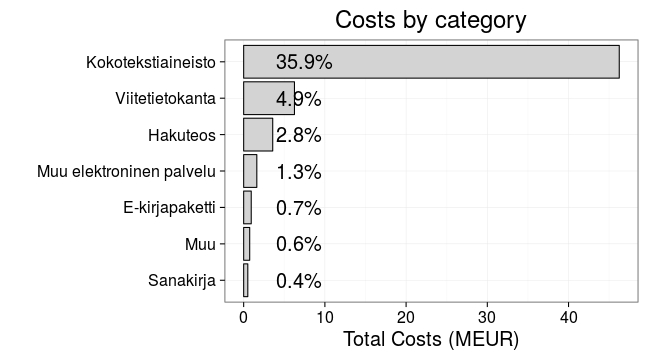 Costs by category
Kokotekstiaineisto 35.9%
Viitetietokanta 4.9%
Hakuteos 2.8%
Muu elektroninen palvelu 1.3%
E-kirjapaketti 0.7%
Muu 0.6%
Sanakirja 0.4%
0 10 20 30 40
Total Costs (MEUR)